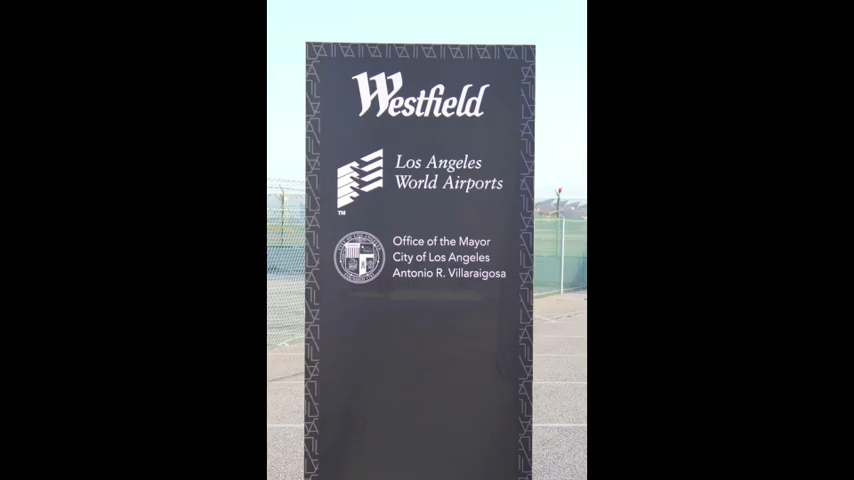 Westfield
Los Angeles
World Airports
TM
Office of the Mayor
City of Los Angeles
Antonio R. Villaraigosa